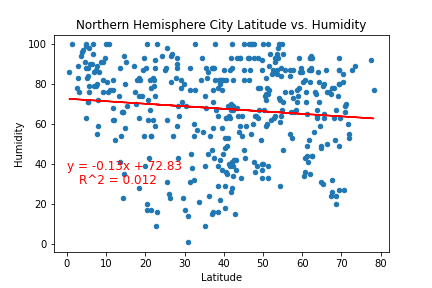 Northern Hemisphere City Latitude vs. Humidity
100
80
60
40
20
0
Humidity
y = -0.13x + 72.83
R^2 = 0.012
0 10 20 30 40 50 60 70 80
Latitude